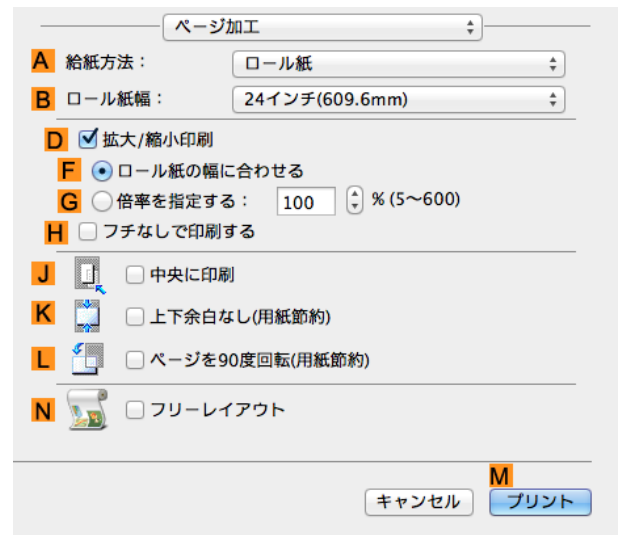 ページ加工
A 給紙方法： ロール紙
B ロール紙幅： 24インチ(609.6mm)
D 拡大/縮小印刷
F ロール紙の幅に合わせる
G 倍率を指定する： 100 % (5～600)
H フチなしで印刷する
J 中央に印刷
K 上下余白なし(用紙節約)
L ページを90度回転(用紙節約)
N フリーレイアウト
M
キャンセル プリント